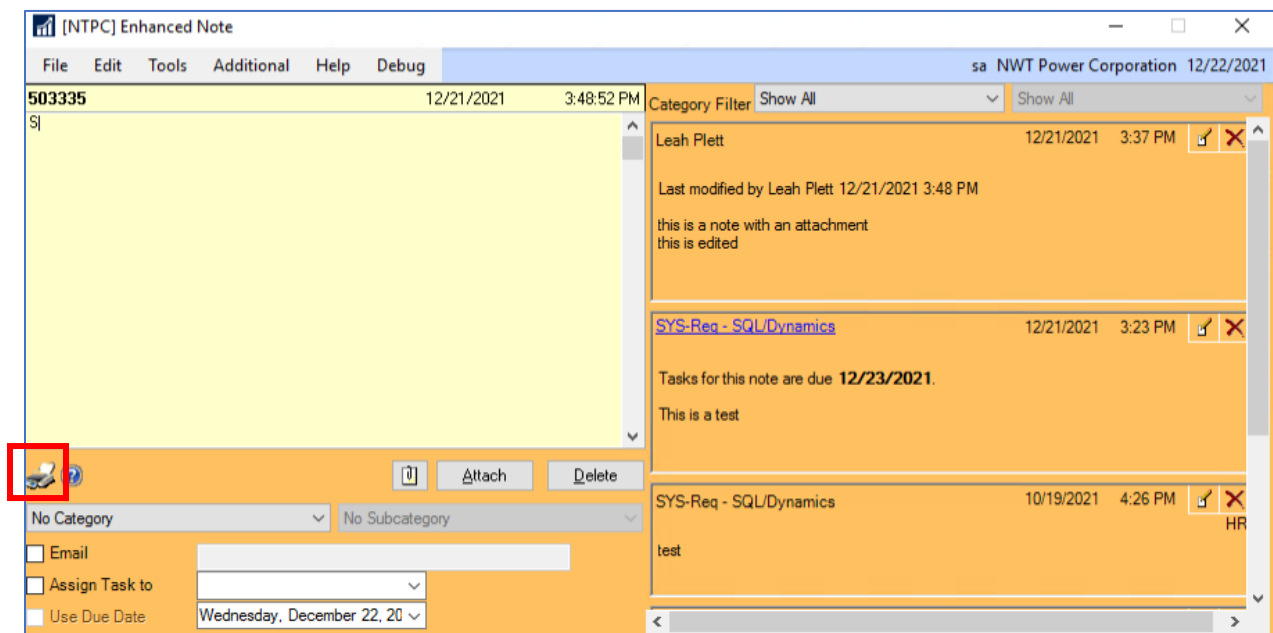 [NTPC] Enhanced Note
File Edit Tools Additional Help Debug sa NWT Power Corporation 12/22/2021
503335 12/21/2021 3:48:52 PM
S
Category Filter Show All Show All
Leah Plett 12/21/2021 3:37 PM
Last modified by Leah Plett 12/21/2021 3:48 PM
this is a note with an attachment
this is edited
SYS-Req - SQL/Dynamics 12/21/2021 3:23 PM
Tasks for this note are due 12/23/2021.
This is a test
SYS-Req - SQL/Dynamics 10/19/2021 4:26 PM
HR
test
Attach Delete
No Category No Subcategory
Email
Assign Task to
Use Due Date Wednesday, December 22, 20